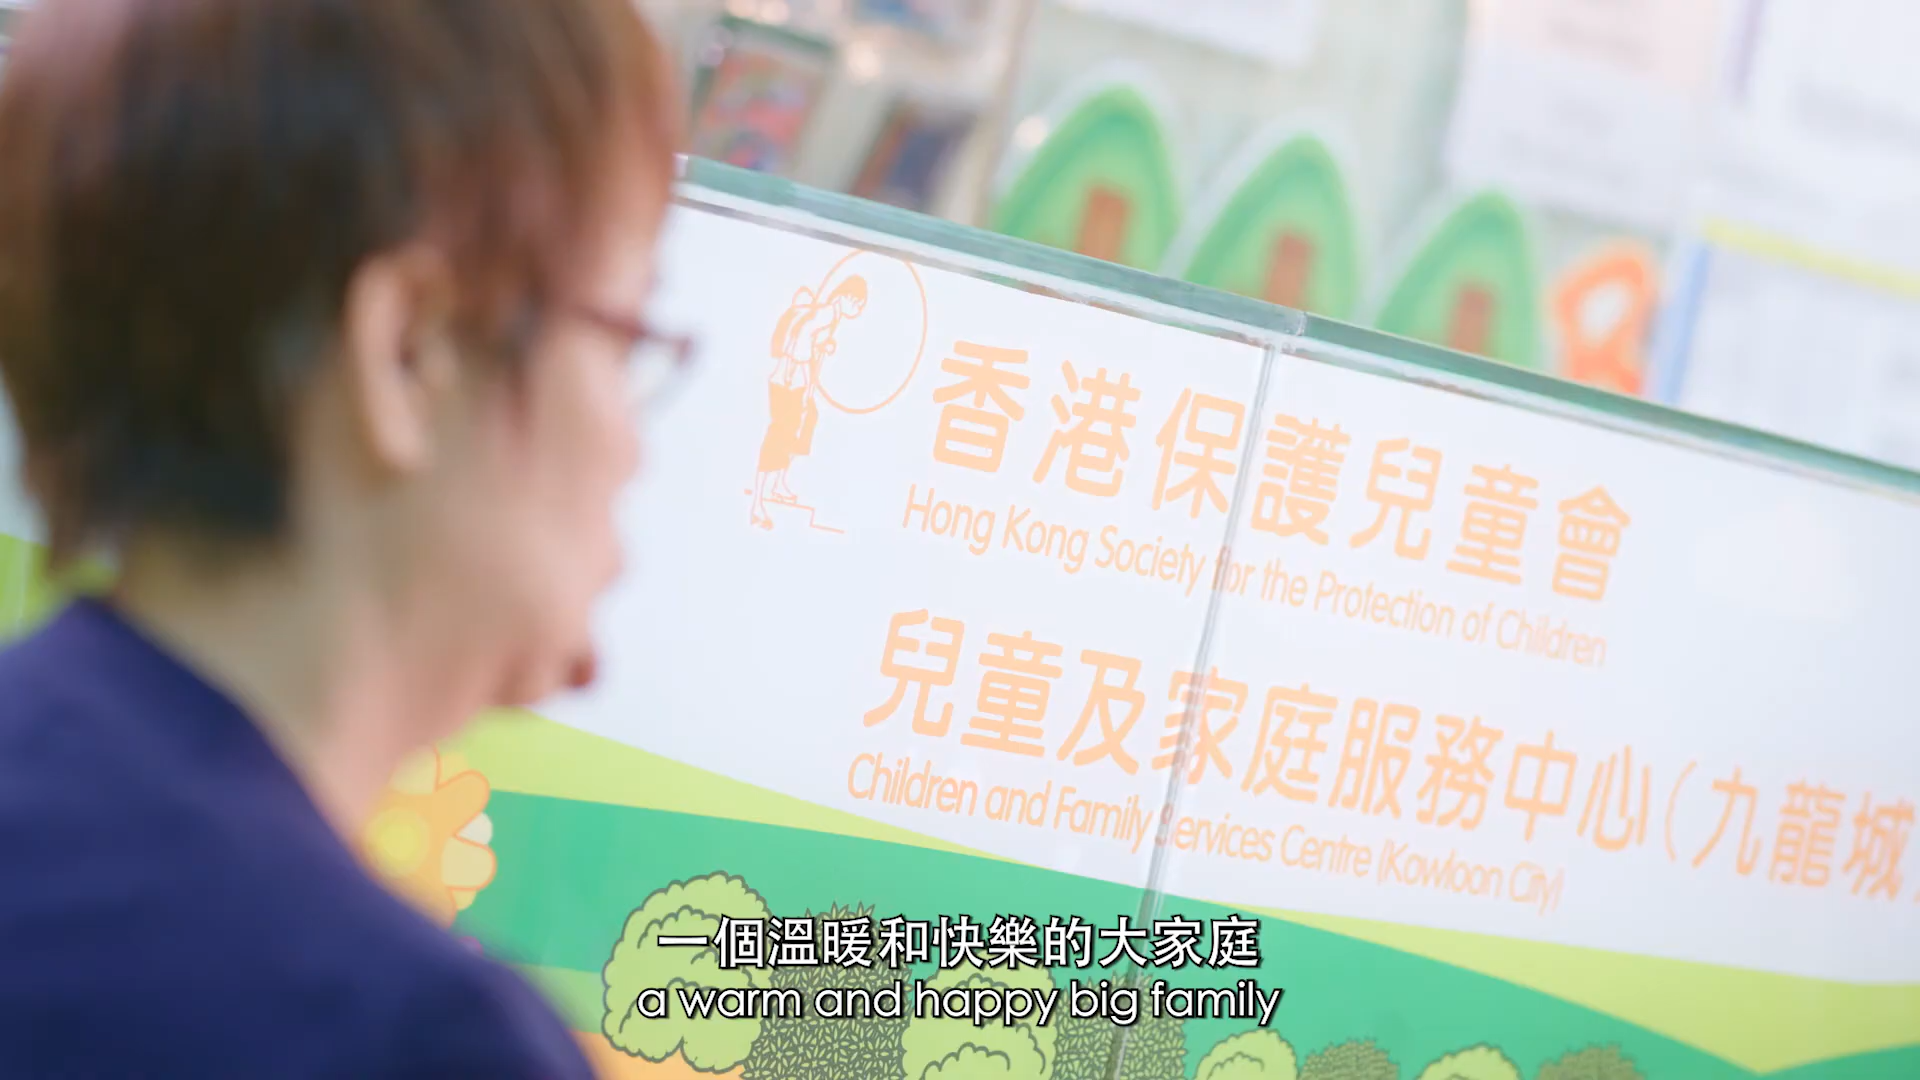 香港保護兒童會
Hong Kong Society for the Protection of Children
兒童及家庭服務中心(九龍城
Children and Family Services Centre (Kowloon City)
一個溫暖和快樂的大家庭
a warm and happy big family